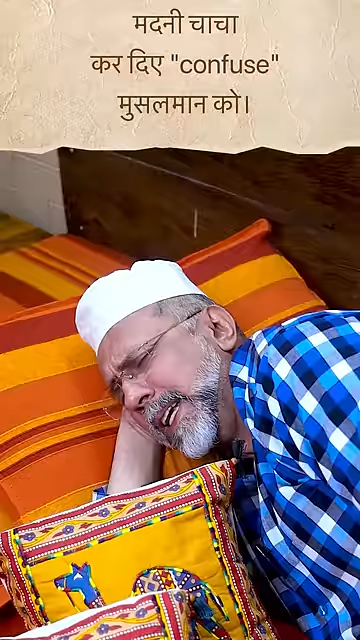 मदनी चाचा
कर दिए "confuse"
मुसलमान को।